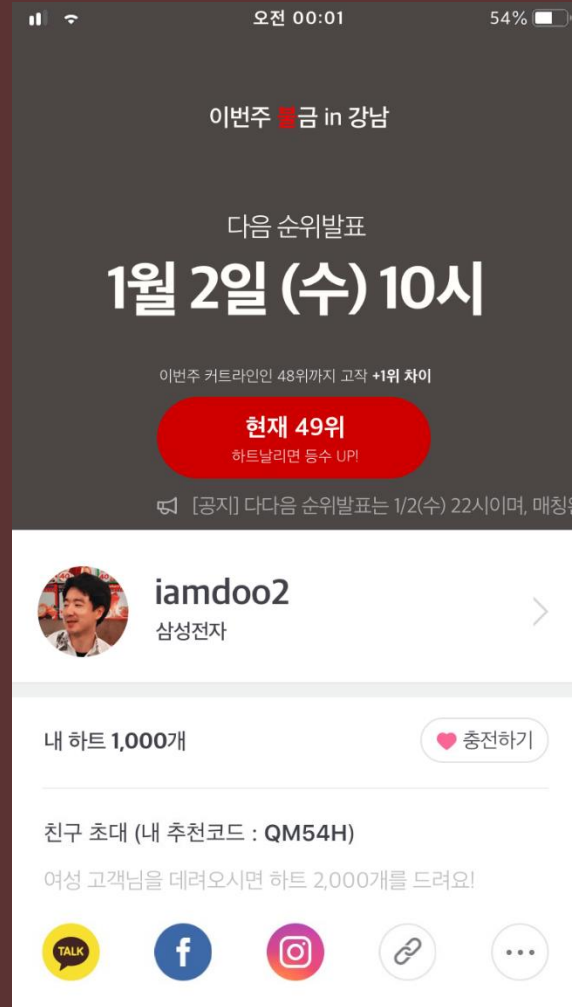 오전 00:01
54%
이번주 불금 in 강남
다음 순위발표
1월 2일 (수) 10시
이번주 커트라인인 48위까지 고작 +1위 차이
현재 49위
하트날리면 등수 UP!
[공지] 다다음 순위발표는 1/2(수) 22시이며, 매칭
iamdoo2
삼성전자
내 하트 1,000개
충전하기
친구 초대 (내 추천코드 : QM54H)
여성 고객님을 데려오시면 하트 2,000개를 드려요!
TALK